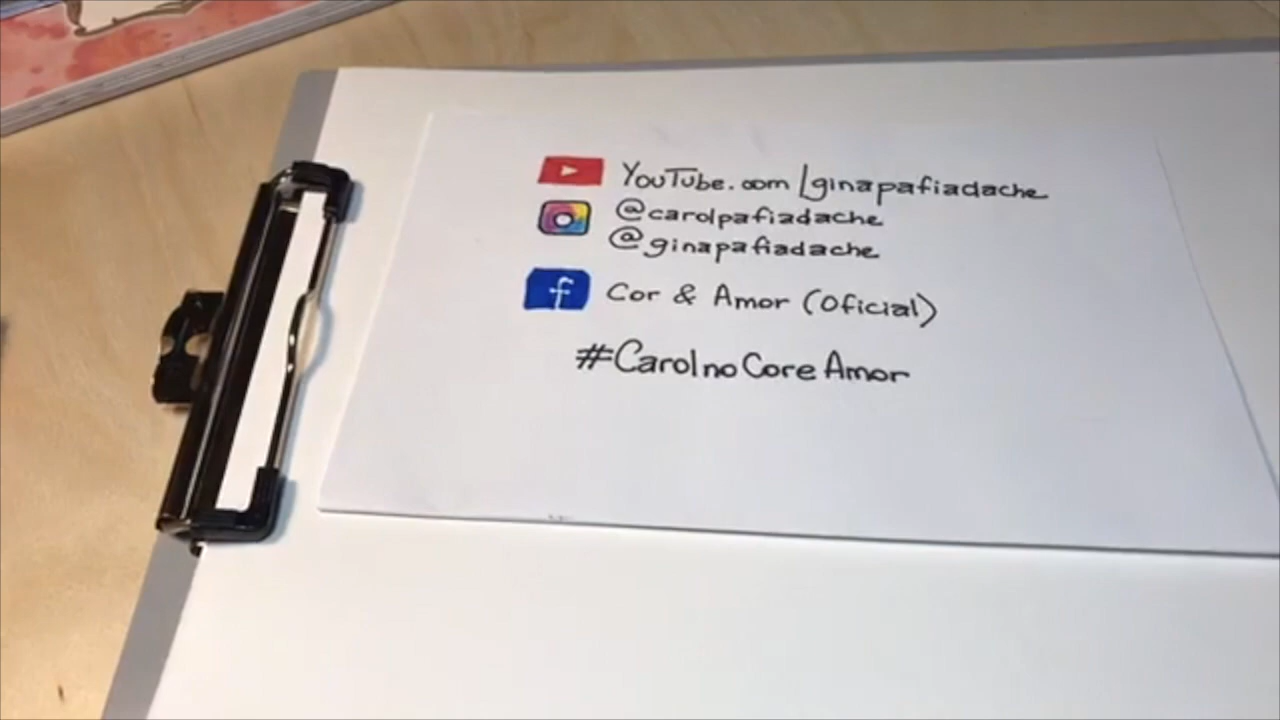 YouTube.com/ginapafiadache
@carolpafiadache
@ginapafiadache
f Cor & Amor (Oficial)
#CarolnoCoreAmor